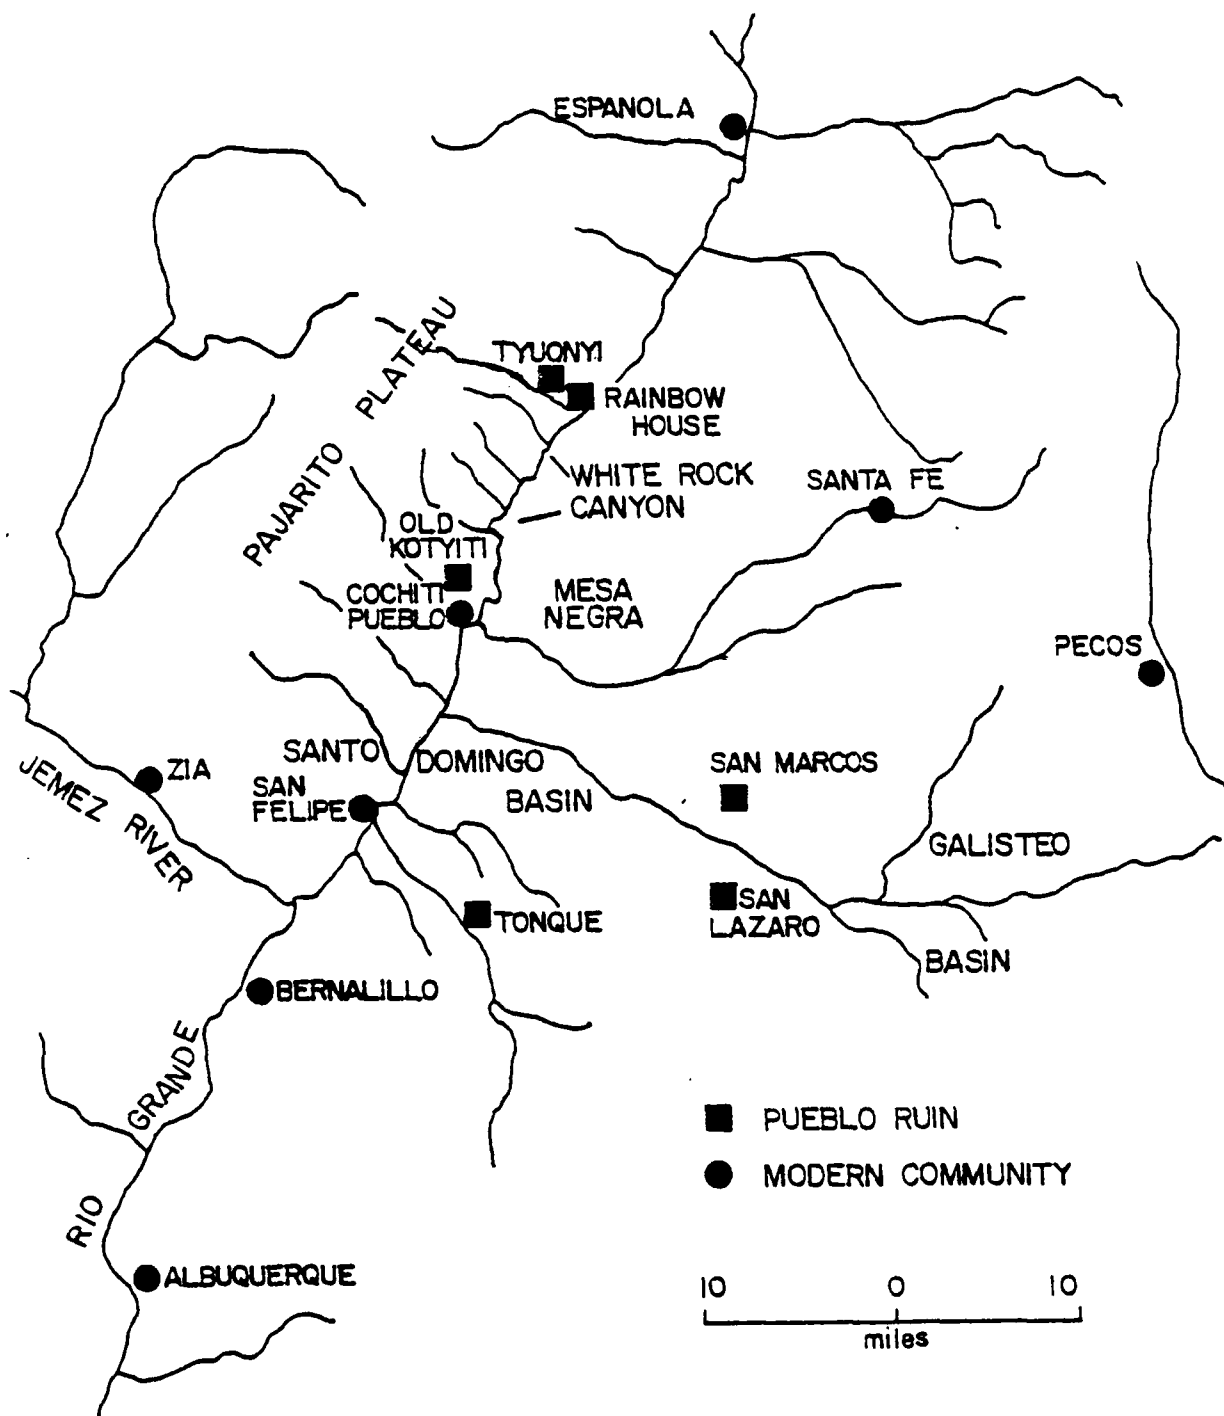 ESPANOLA
PAJARITO PLATEAU
TYUONYI
RAINBOW
HOUSE
WHITE ROCK
CANYON
SANTA FE
OLD
KOTYITI
COCHITI
PUEBLO
MESA
NEGRA
PECOS
SANTO DOMINGO
BASIN
ZIA
JEMEZ RIVER
SAN
FELIPE
SAN MARCOS
GALISTEO
BASIN
SAN
LAZARO
TONQUE
BERNALILLO
RIO GRANDE
ALBUQUERQUE
PUEBLO RUIN
MODERN COMMUNITY
10 0 10
miles